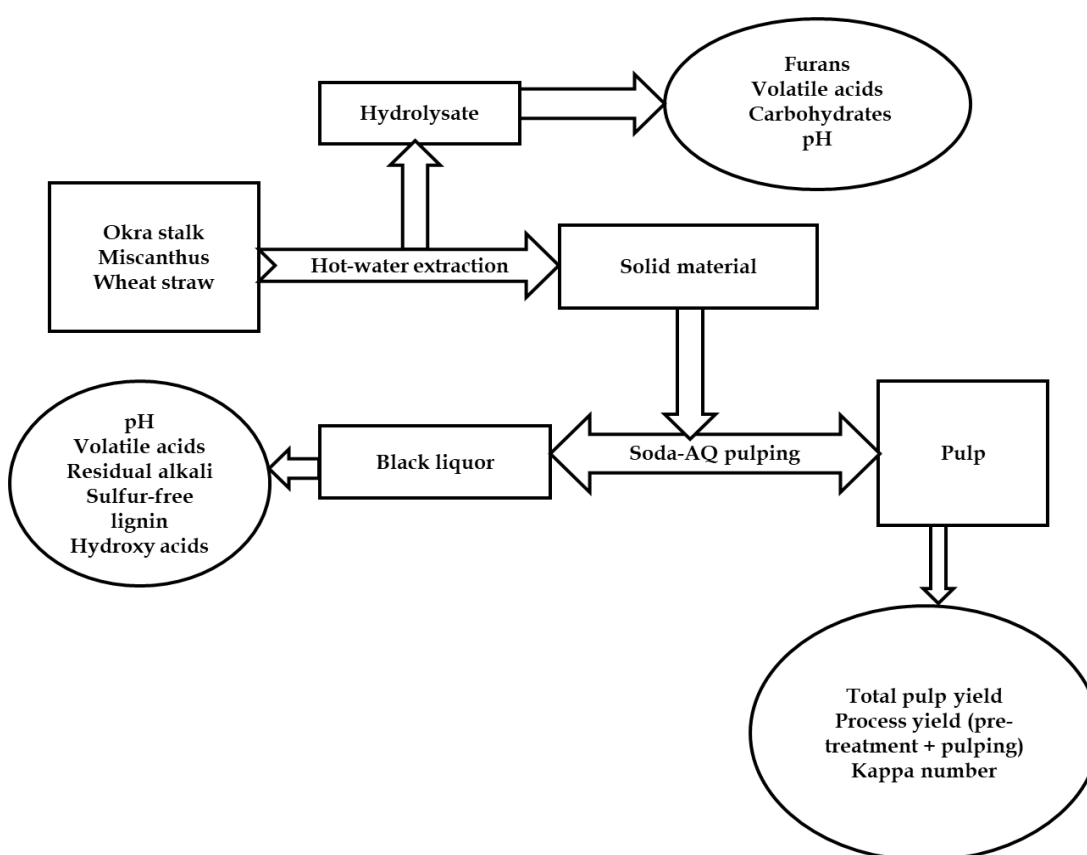 Furans
Volatile acids
Carbohydrates
pH
Hydrolysate
Okra stalk
Miscanthus
Wheat straw
Hot-water extraction
Solid material
pH
Volatile acids
Residual alkali
Sulfur-free
lignin
Hydroxy acids
Black liquor
Soda-AQ pulping
Pulp
Total pulp yield
Process yield (pre-
treatment + pulping)
Kappa number